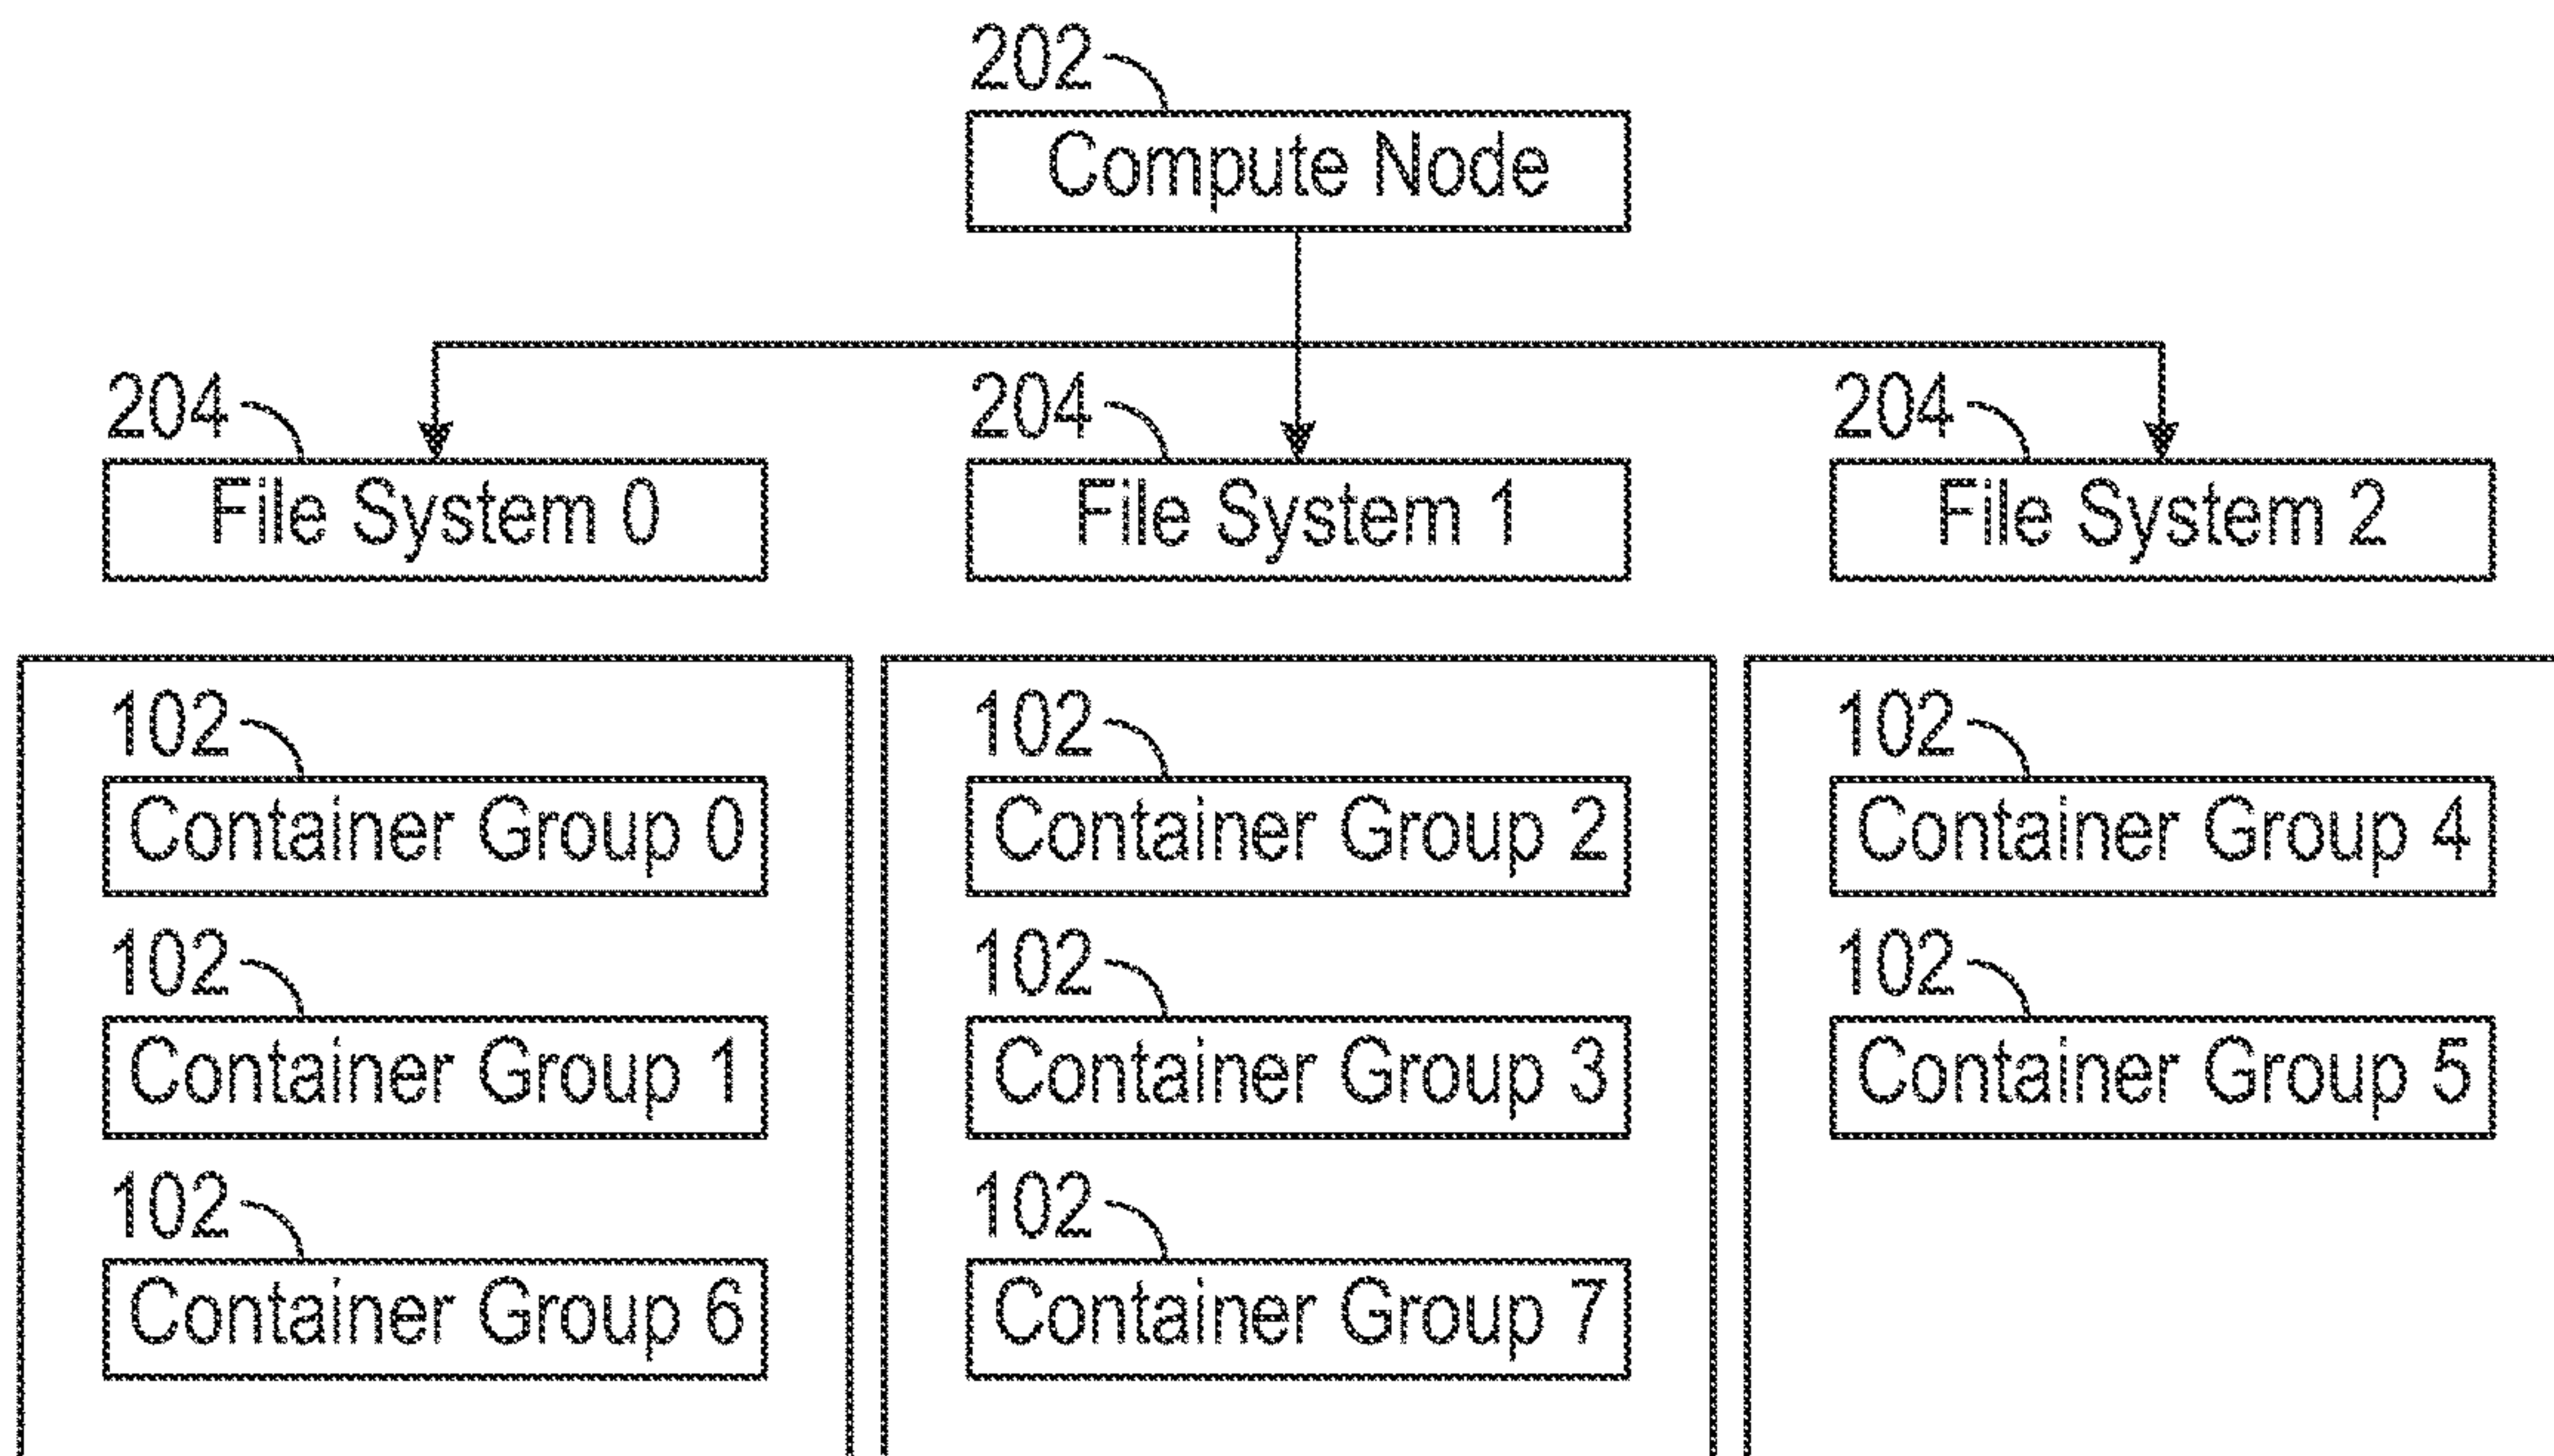 202
Compute Node
204
File System 0
204
File System 1
204
File System 2
102
Container Group 0
102
Container Group 1
102
Container Group 6
102
Container Group 2
102
Container Group 3
102
Container Group 7
102
Container Group 4
102
Container Group 5